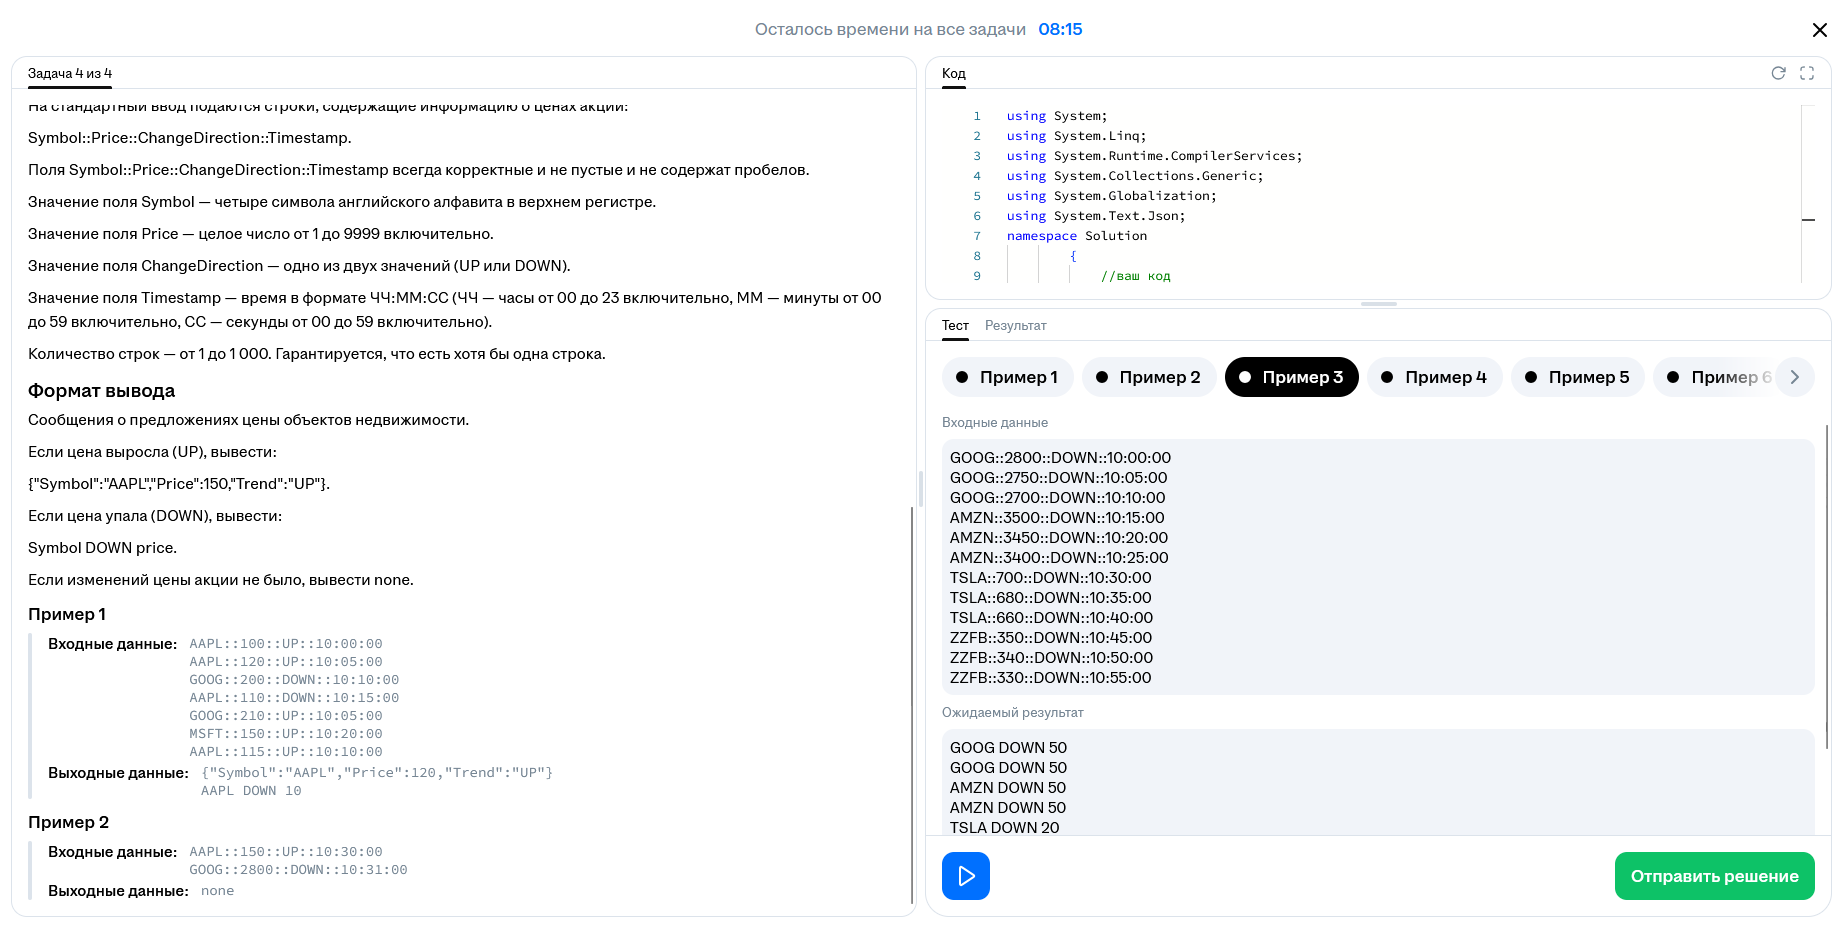 Осталось времени на все задачи 08:15
Задача 4 из 4
На стандартный ввод подаются строки, содержащие информацию о ценах акции:
Symbol::Price::ChangeDirection::Timestamp.
Поля Symbol::Price::ChangeDirection::Timestamp всегда корректные и не пустые и не содержат пробелов.
Значение поля Symbol — четыре символа английского алфавита в верхнем регистре.
Значение поля Price — целое число от 1 до 9999 включительно.
Значение поля ChangeDirection — одно из двух значений (UP или DOWN).
Значение поля Timestamp — время в формате ЧЧ:ММ:СС (ЧЧ — часы от 00 до 23 включительно, ММ — минуты от 00
до 59 включительно, СС — секунды от 00 до 59 включительно).
Количество строк — от 1 до 1 000. Гарантируется, что есть хотя бы одна строка.
Формат вывода
Сообщения о предложениях цены объектов недвижимости.
Если цена выросла (UP), вывести:
{"Symbol":"AAPL","Price":150,"Trend":"UP"}.
Если цена упала (DOWN), вывести:
Symbol DOWN price.
Если изменений цены акции не было, вывести none.
Пример 1
Входные данные: AAPL::100::UP::10:00:00
AAPL::120::UP::10:05:00
GOOG::200::DOWN::10:10:00
AAPL::110::DOWN::10:15:00
GOOG::210::UP::10:05:00
MSFT::150::UP::10:20:00
AAPL::115::UP::10:10:00
Выходные данные: {"Symbol":"AAPL","Price":120,"Trend":"UP"}
AAPL DOWN 10
Пример 2
Входные данные: AAPL::150::UP::10:30:00
GOOG::2800::DOWN::10:31:00
Выходные данные: none
Код
1 using System;
2 using System.Linq;
3 using System.Runtime.CompilerServices;
4 using System.Collections.Generic;
5 using System.Globalization;
6 using System.Text.Json;
7 namespace Solution
8 {
9 //ваш код
Тест Результат
Пример 1 Пример 2 Пример 3 Пример 4 Пример 5 Пример 6
Входные данные
GOOG::2800::DOWN::10:00:00
GOOG::2750::DOWN::10:05:00
GOOG::2700::DOWN::10:10:00
AMZN::3500::DOWN::10:15:00
AMZN::3450::DOWN::10:20:00
AMZN::3400::DOWN::10:25:00
TSLA::700::DOWN::10:30:00
TSLA::680::DOWN::10:35:00
TSLA::660::DOWN::10:40:00
ZZFB::350::DOWN::10:45:00
ZZFB::340::DOWN::10:50:00
ZZFB::330::DOWN::10:55:00
Ожидаемый результат
GOOG DOWN 50
GOOG DOWN 50
AMZN DOWN 50
AMZN DOWN 50
TSLA DOWN 20
Отправить решение